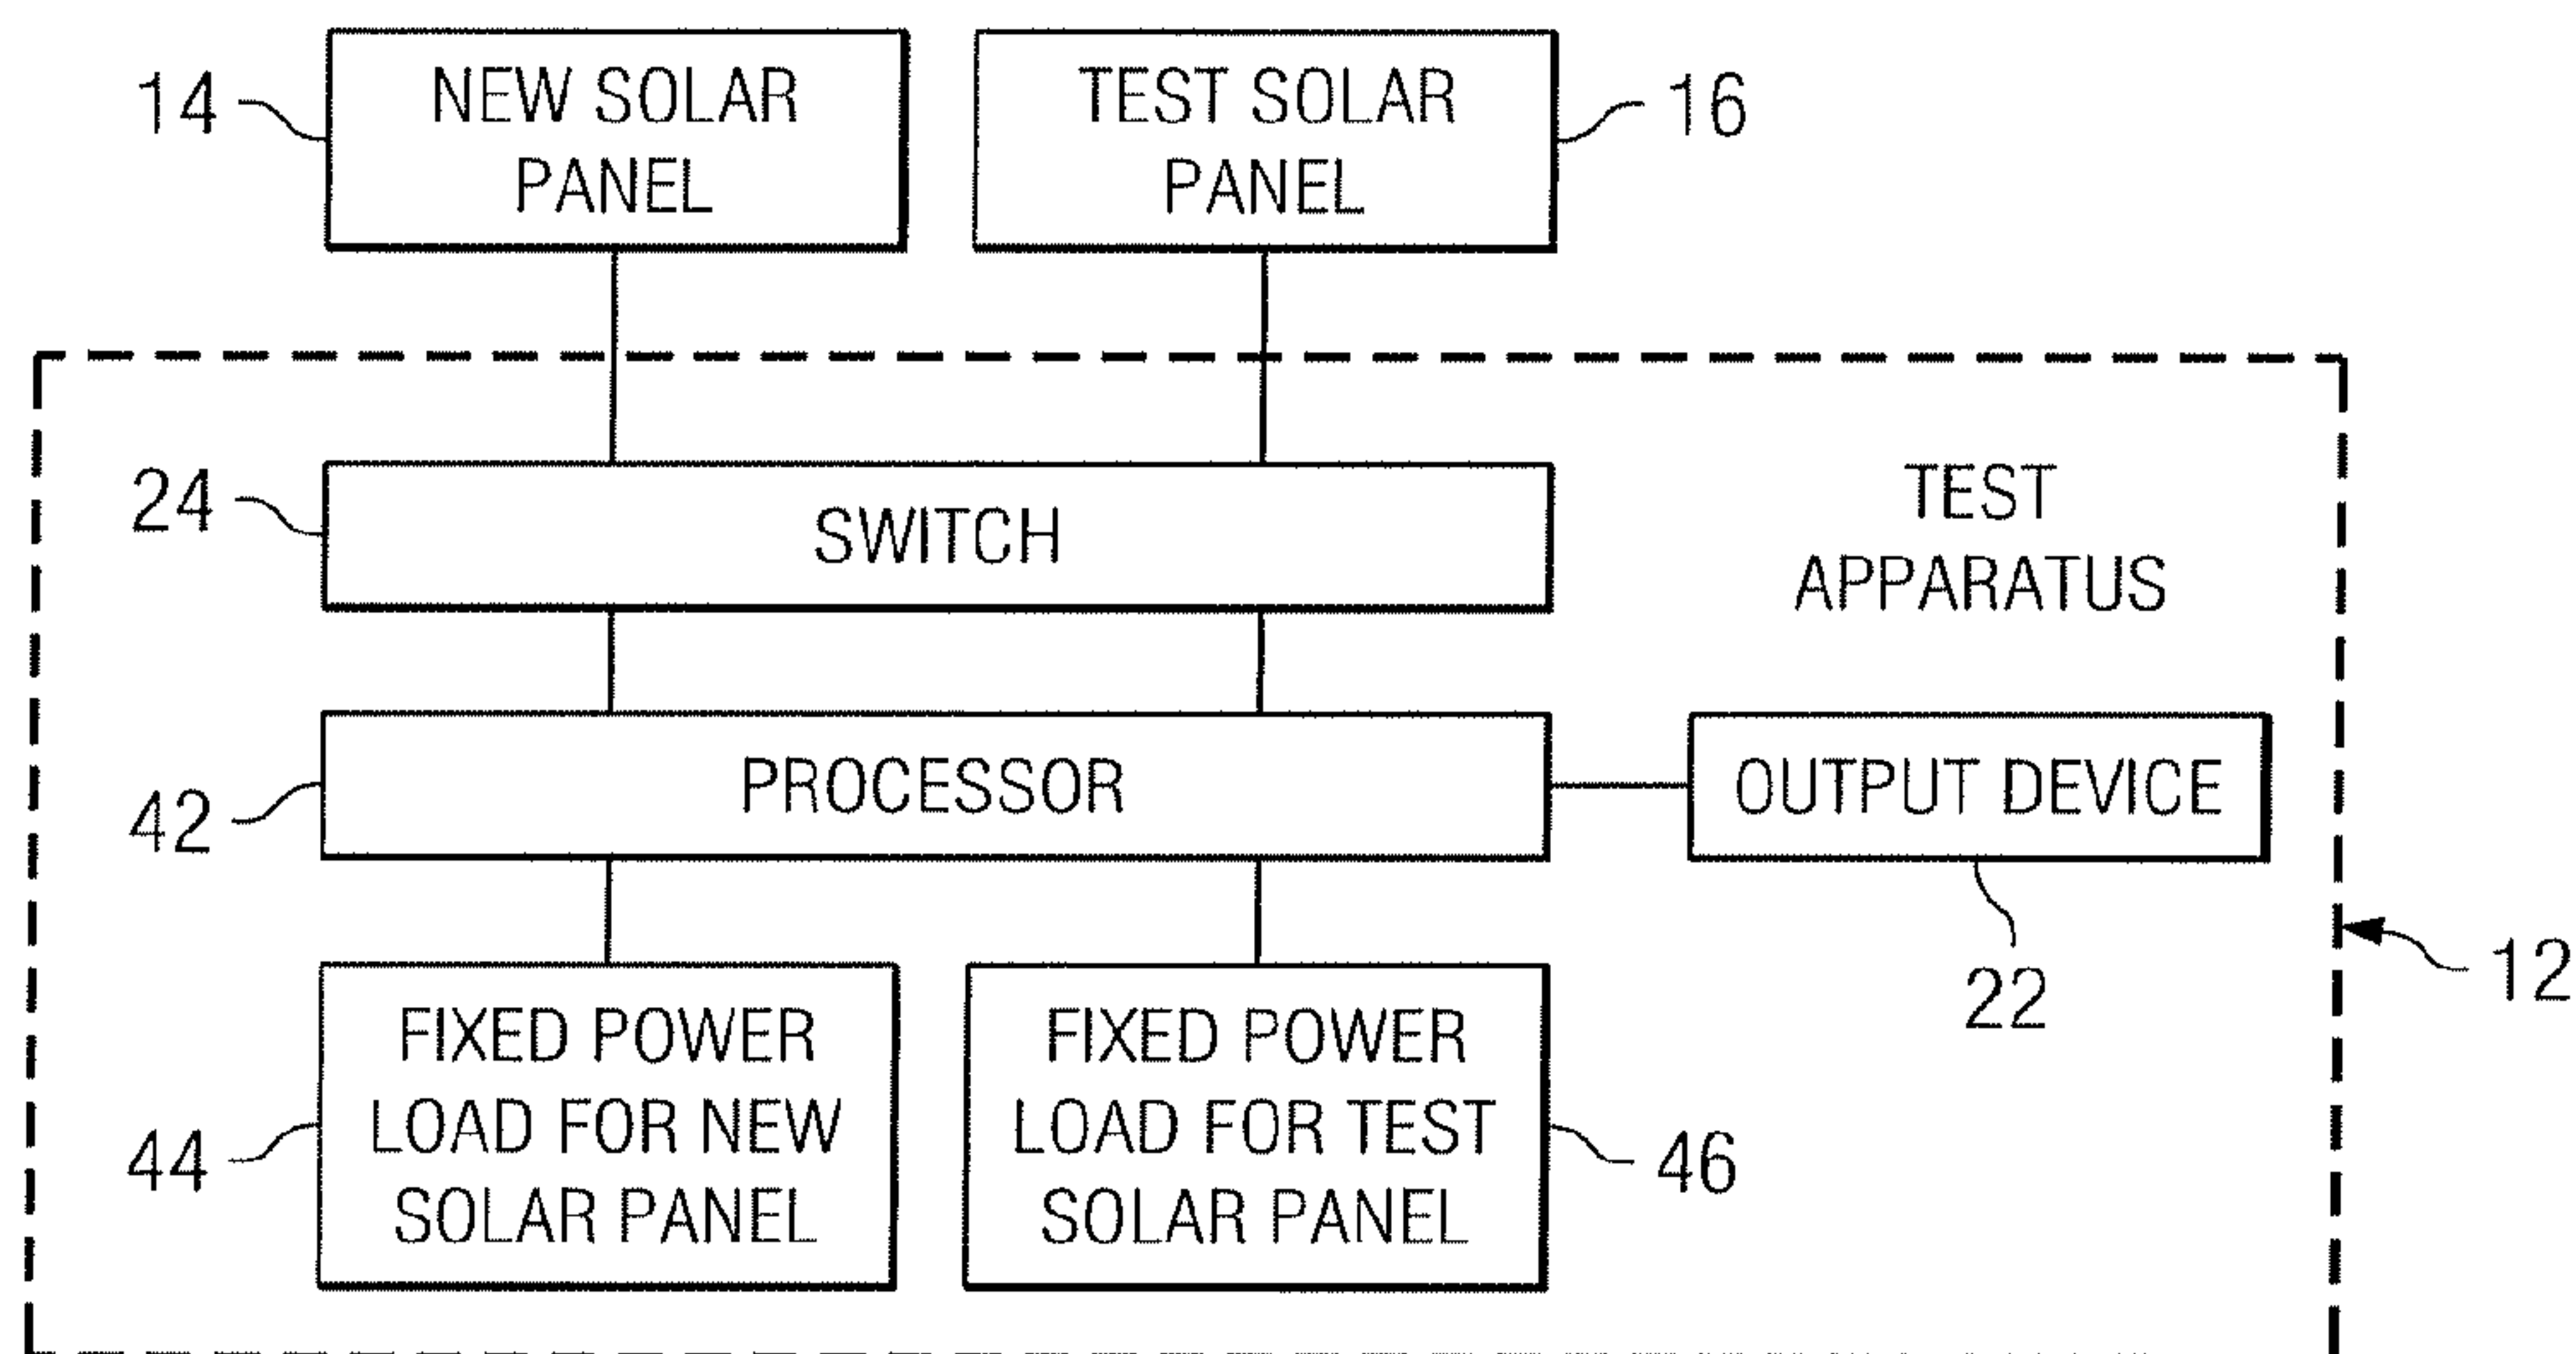 14
NEW SOLAR
PANEL
TEST SOLAR
PANEL
16
24
SWITCH
TEST
APPARATUS
42
PROCESSOR
OUTPUT DEVICE
22
12
44
FIXED POWER
LOAD FOR NEW
SOLAR PANEL
FIXED POWER
LOAD FOR TEST
SOLAR PANEL
46